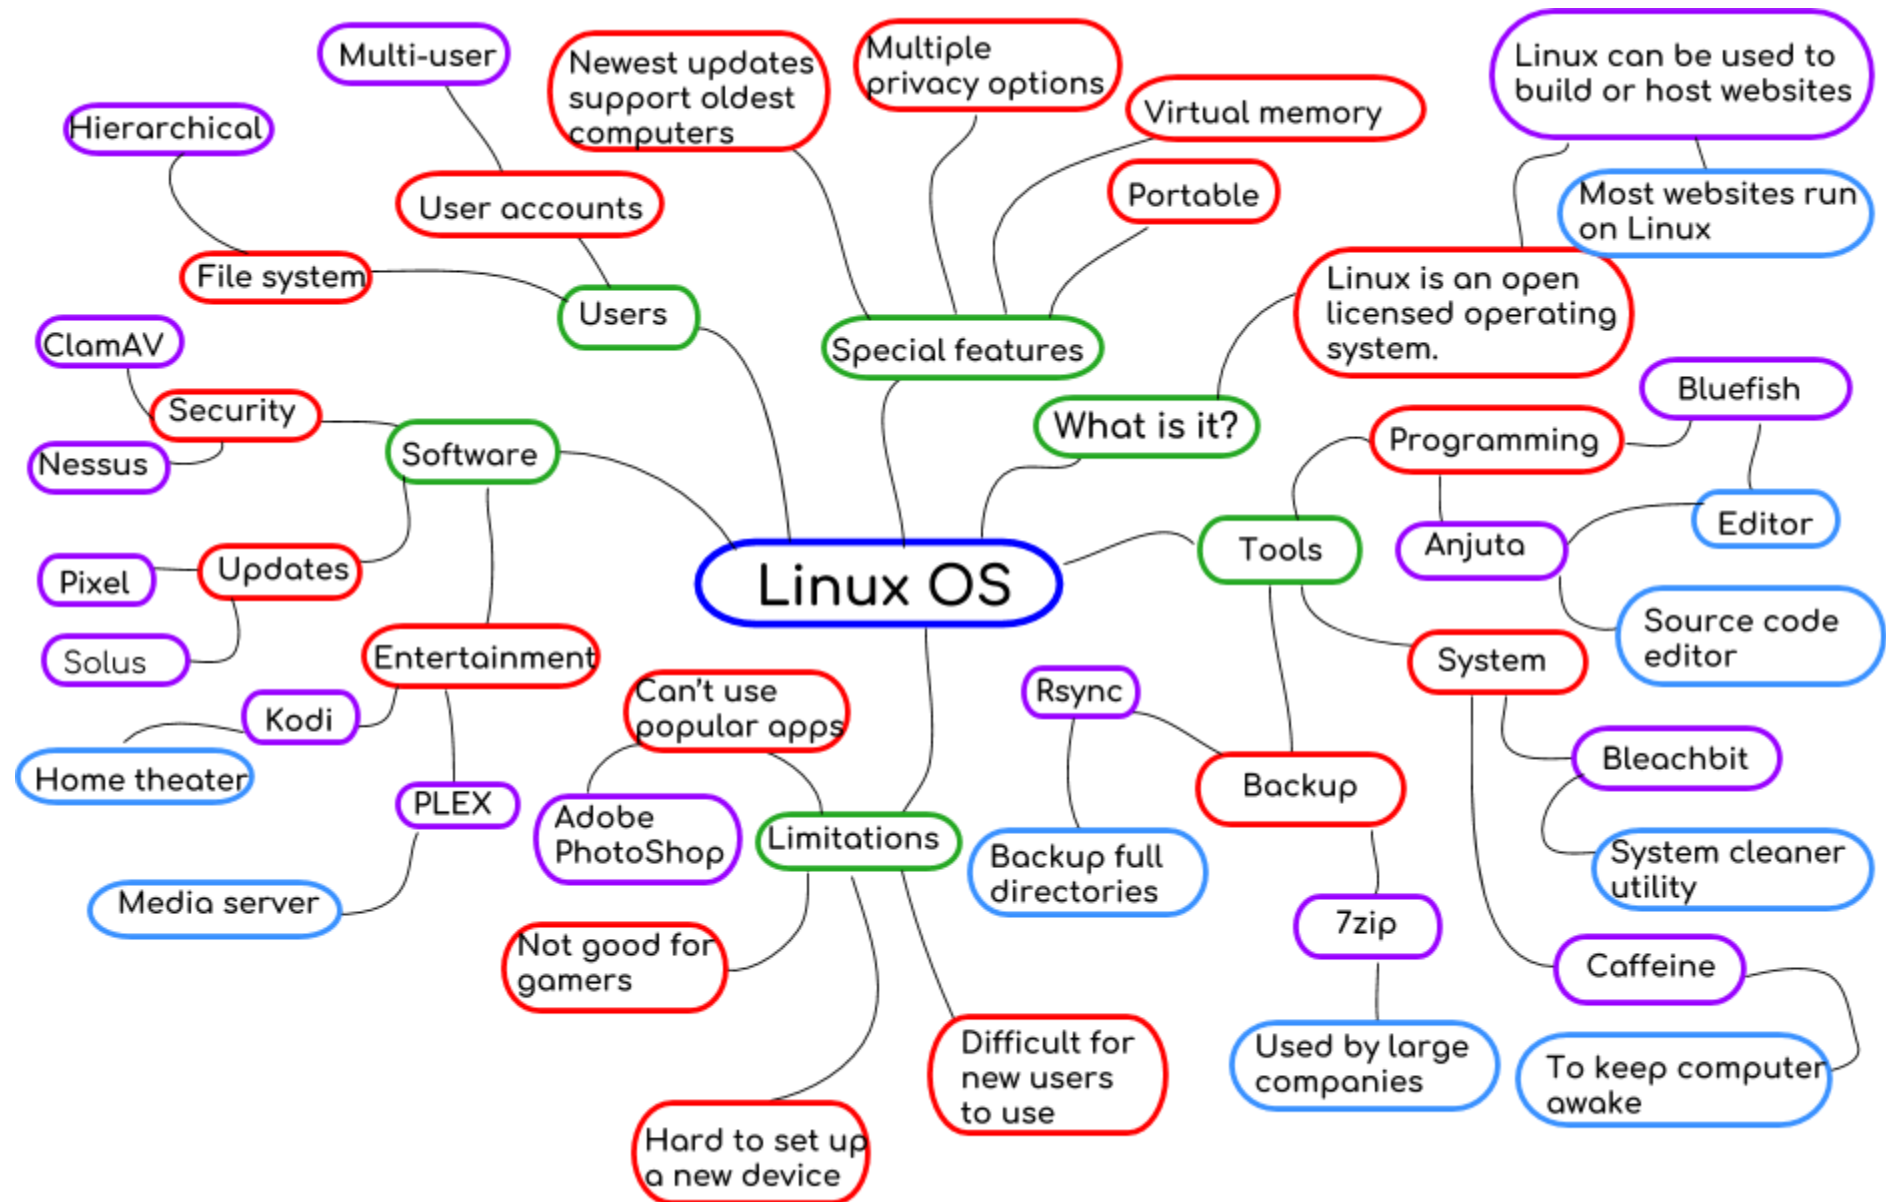 Multi-user
Hierarchical
User accounts
File system
Users
Newest updates
support oldest
computers
Multiple
privacy options
Virtual memory
Portable
Special features
Linux can be used to
build or host websites
Most websites run
on Linux
Linux is an open
licensed operating
system.
What is it?
ClamAV
Security
Nessus
Software
Pixel
Updates
Solus
Entertainment
Kodi
Home theater
PLEX
Media server
Linux OS
Bluefish
Programming
Editor
Anjuta
Tools
Source code
editor
System
Bleachbit
System cleaner
utility
Caffeine
To keep computer
awake
Rsync
Backup
Backup full
directories
7zip
Used by large
companies
Can't use
popular apps
Adobe
PhotoShop
Limitations
Not good for
gamers
Difficult for
new users
to use
Hard to set up
a new device